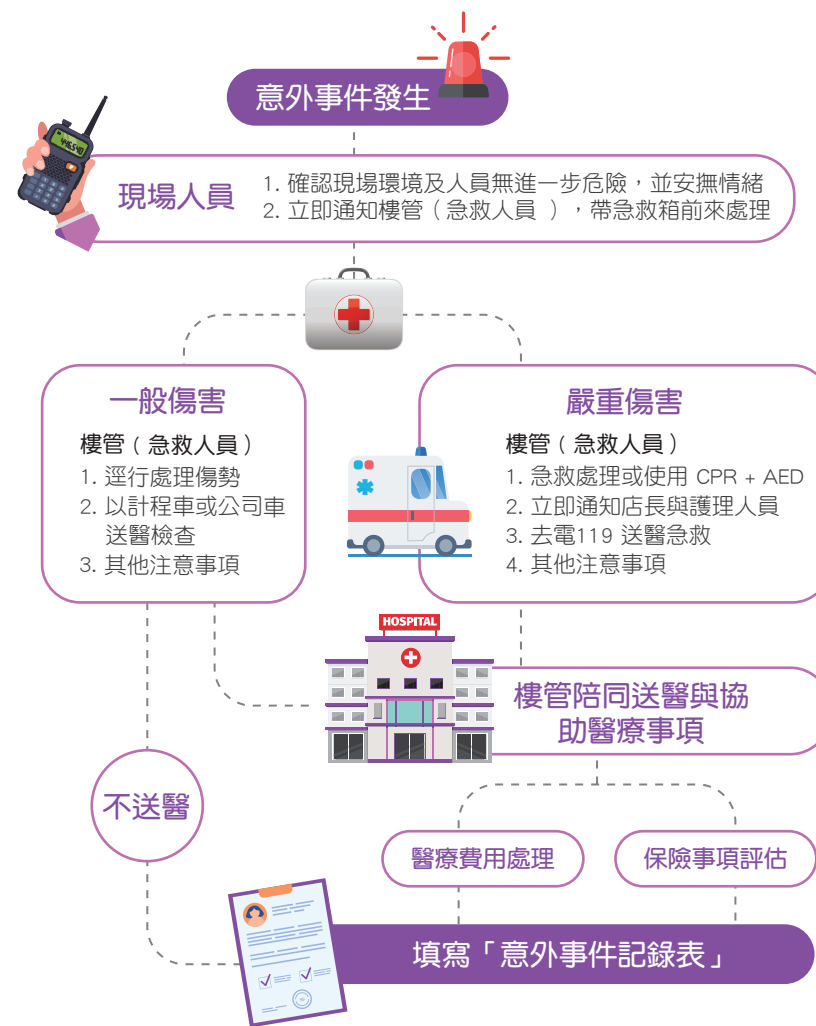 意外事件發生
446.540
現場人員
1. 確認現場環境及人員無進一步危險，並安撫情緒
2. 立即通知樓管（急救人員 ），帶急救箱前來處理
一般傷害
樓管（急救人員）
1. 逕行處理傷勢
2. 以計程車或公司車
送醫檢查
3. 其他注意事項
嚴重傷害
樓管（急救人員）
1. 急救處理或使用 CPR + AED
2. 立即通知店長與護理人員
3. 去電119 送醫急救
4. 其他注意事項
HOSPITAL
樓管陪同送醫與協
助醫療事項
不送醫
醫療費用處理
保險事項評估
填寫「意外事件記錄表」